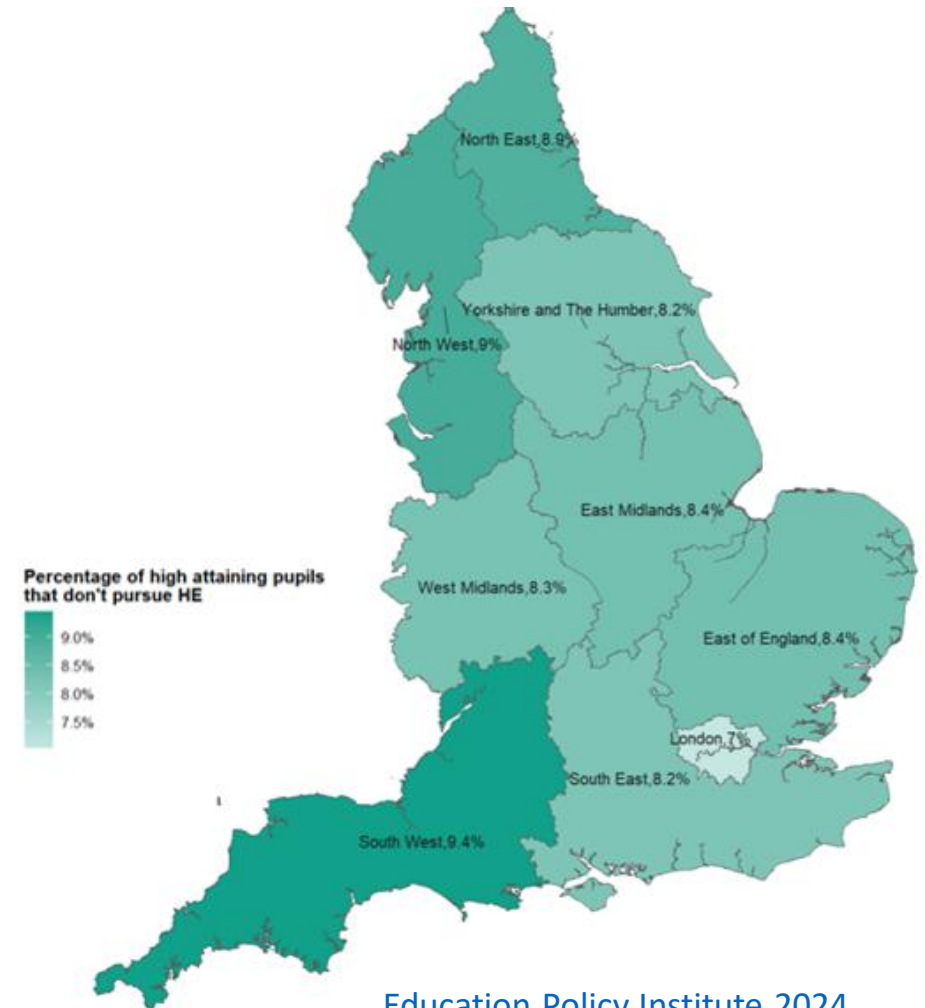 North East,8.9%
Yorkshire and The Humber,8.2%
North West,9%
East Midlands,8.4%
Percentage of high attaining pupils
that don't pursue HE
9.0%
8.5%
8.0%
7.5%
West Midlands,8.3%
East of England,8.4%
London,7%
South East,8.2%
South West,9.4%
Education Policy Institute 2024